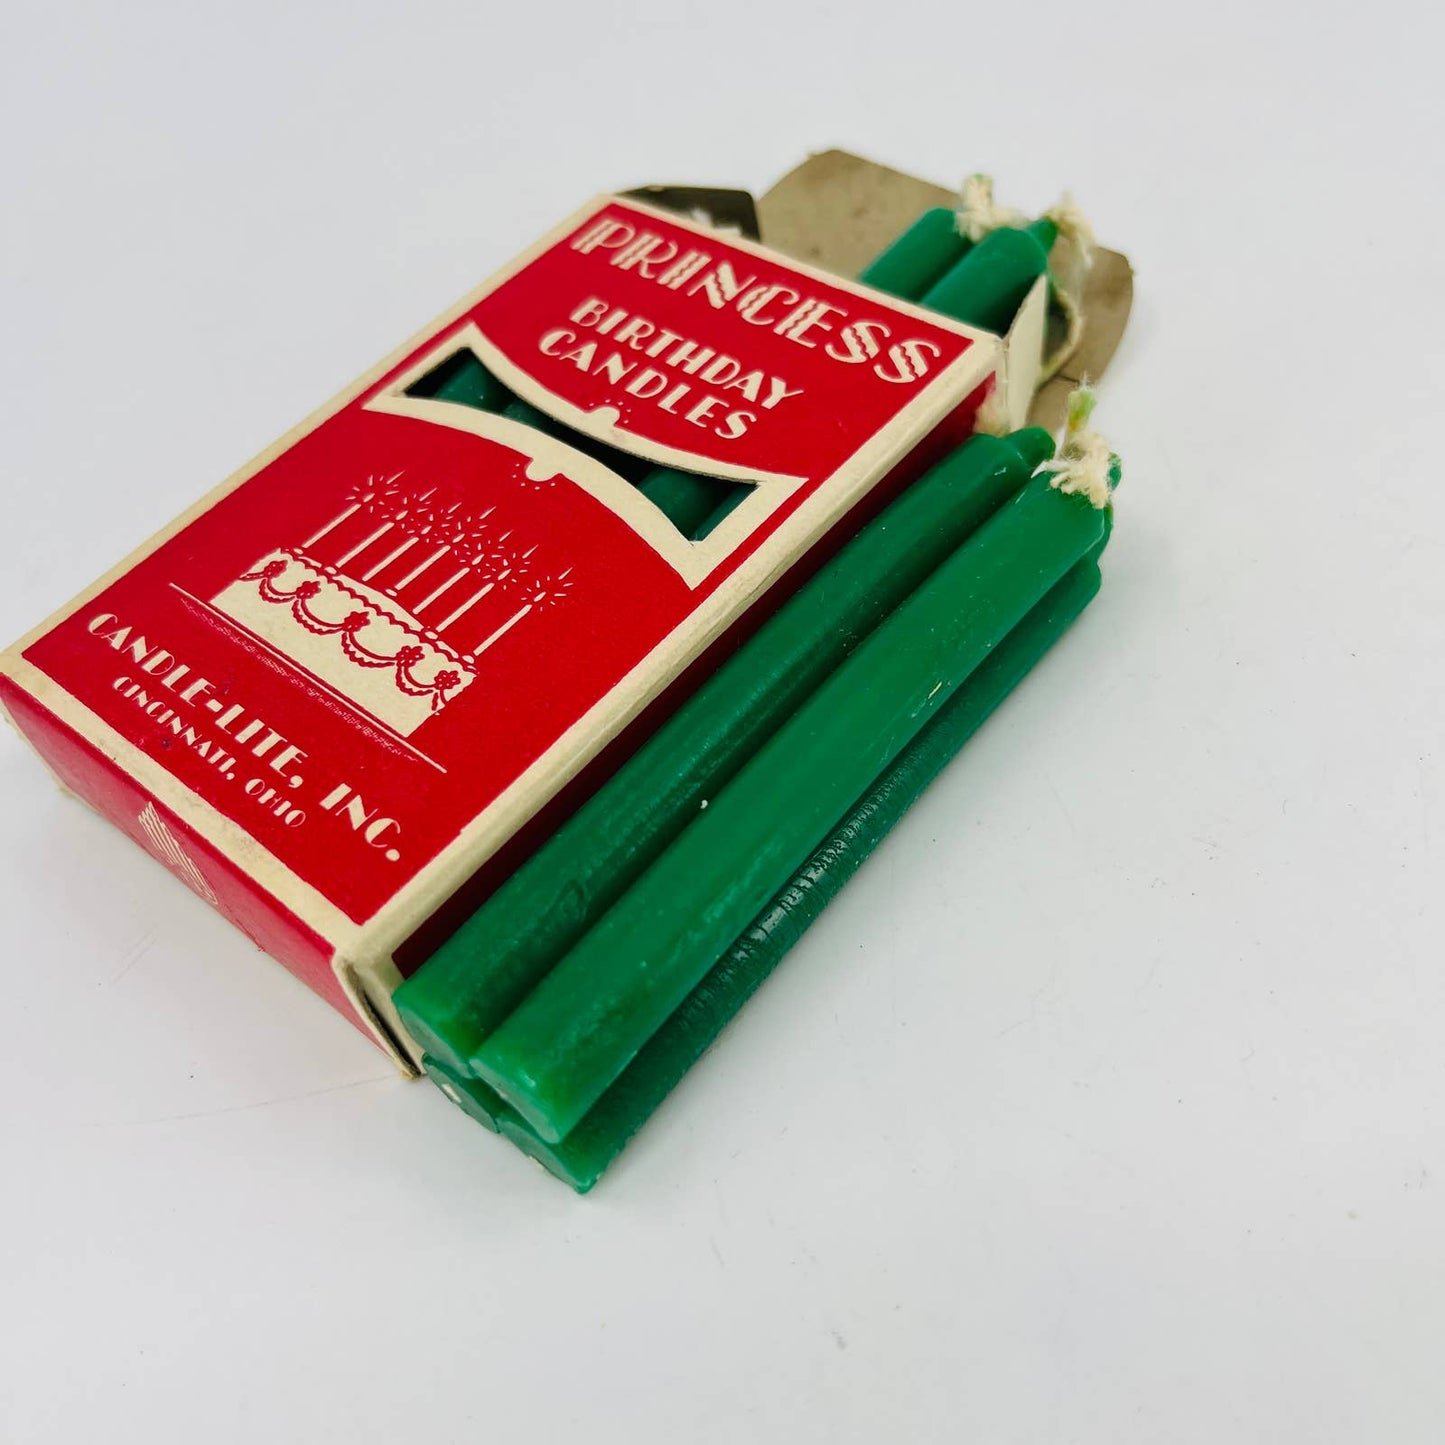 PRINCESS
BIRTHDAY
CANDLES
CANDLE-LITE, INC.
CINCINNATI, OHIO